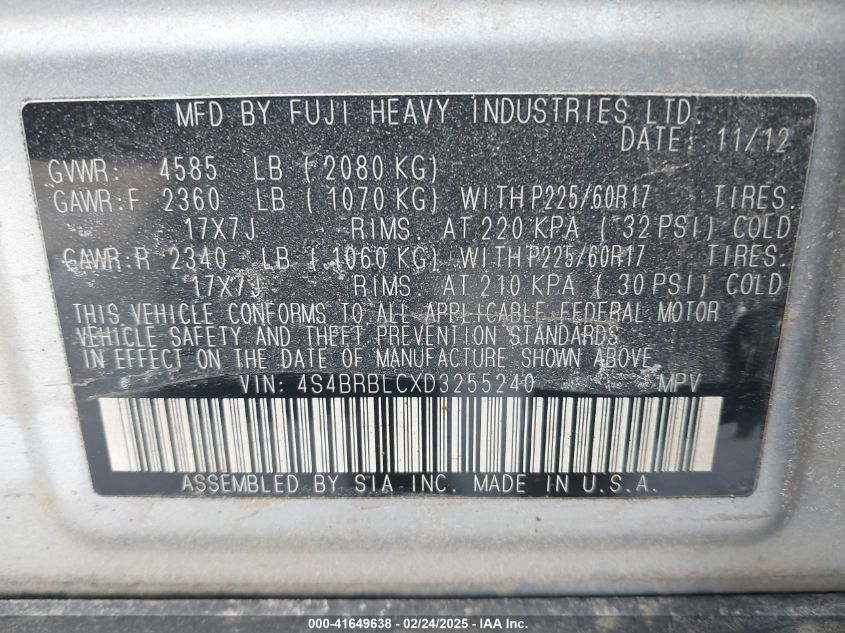 MFD BY FUJI HEAVY INDUSTRIES LTD.
DATE: 11/12
GVWR: 4585 LB (2080 KG)
GAWR:F 2360 LB (1070 KG) WITH P225/60R17 TIRES.
17X7J RIMS AT 220 KPA (32 PSI) COLD
GAWR:R 2340 LB (1060 KG) WITH P225/60R17 TIRES.
17X7J RIMS AT 210 KPA (30 PSI) COLD
THIS VEHICLE CONFORMS TO ALL APPLICABLE FEDERAL MOTOR
VEHICLE SAFETY AND THEFT PREVENTION STANDARDS
IN EFFECT ON THE DATE OF MANUFACTURE SHOWN ABOVE.
VIN: 4S4BRBLCXD3255240 MPV
ASSEMBLED BY SIA INC. MADE IN U.S.A.
000-41649638 - 02/24/2025 - IAA Inc.